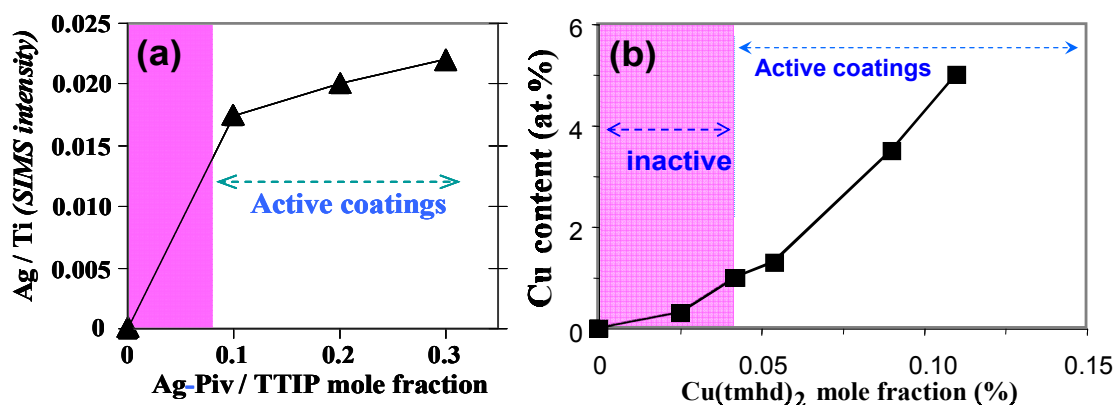 (a)
Ag / Ti (SIMS intensity)
0.025
0.020
0.015
0.010
0.005
0
Active coatings
0 0.1 0.2 0.3
Ag-Piv / TTIP mole fraction
(b)
Cu content (at.%)
6
4
2
0
Active coatings
inactive
0 0.05 0.10 0.15
Cu(tmhd)2 mole fraction (%)